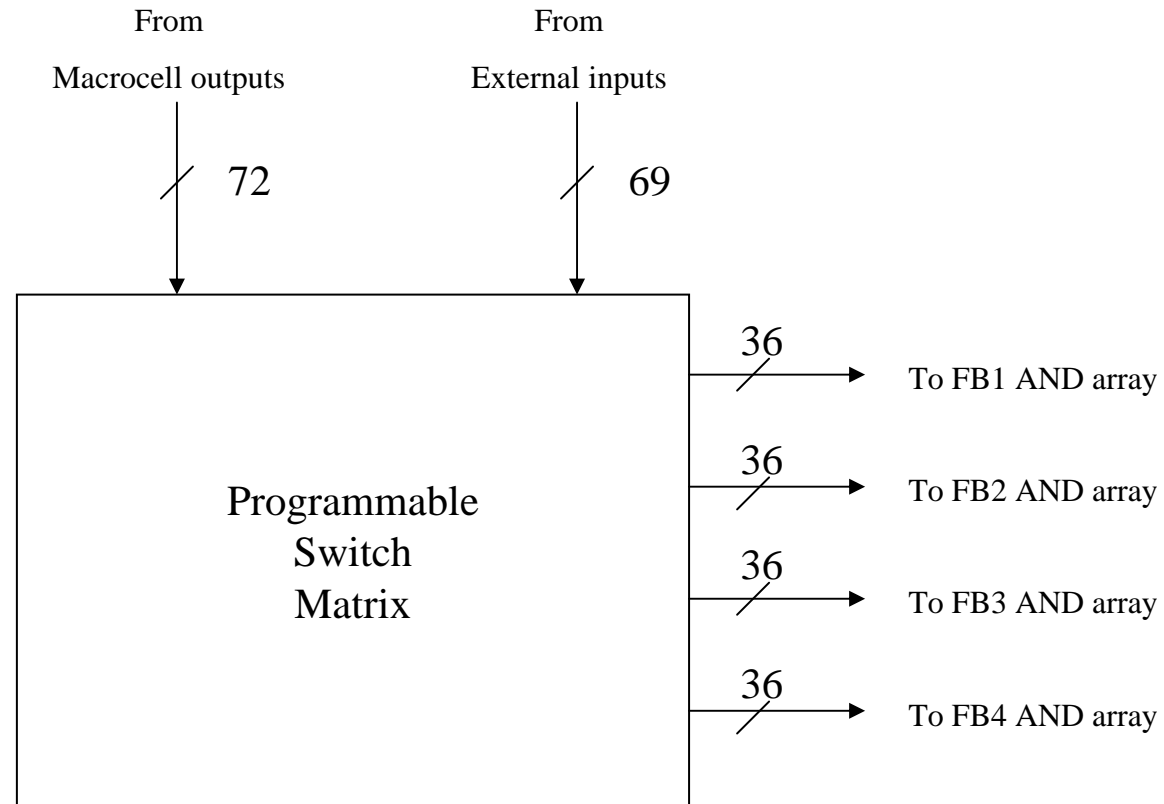 From
Macrocell outputs
From
External inputs
72
69
36
To FB1 AND array
36
To FB2 AND array
Programmable
Switch
Matrix
36
To FB3 AND array
36
To FB4 AND array